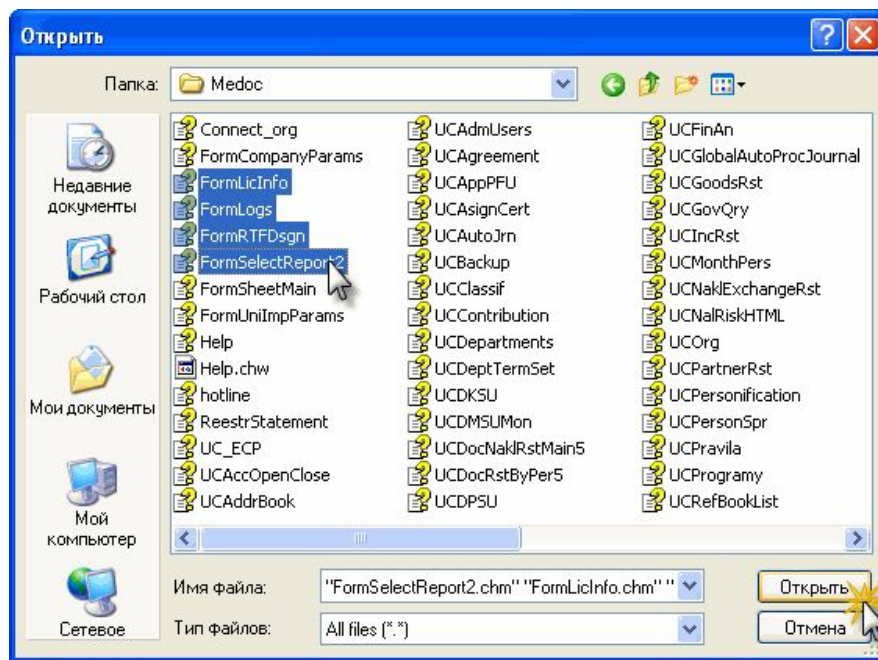 Открыть
Папка:
Medoc
Недавние
документы
Рабочий стол
Мои документы
Мой
компьютер
Сетевое
Connect_org
FormCompanyParams
FormLicInfo
FormLogs
FormRTFDsgn
FormSelectReport2
FormSheetMain
FormUniImpParams
Help
Help.chw
hotline
ReestrStatement
UC_ECP
UCAccOpenClose
UCAddrBook
UCAdmUsers
UCAgreement
UCAppPFU
UCAsignCert
UCAutoJrn
UCBackup
UCClassif
UCContribution
UCDepartments
UCDeptTermSet
UCDKSU
UCDMSUMon
UCDocNaklRstMain5
UCDocRstByPer5
UCDPSU
UCFinAn
UCGlobalAutoProcJournal
UCGoodsRst
UCGovQry
UCIncRst
UCMonthPers
UCNaklExchangeRst
UCNalRiskHTML
UCOrg
UCPartnerRst
UCPersonification
UCPersonSpr
UCPravila
UCProgramy
UCRefBookList
Имя файла:
"FormSelectReport2.chm" "FormLicInfo.chm" "
Открыть
Тип файлов:
All files (*.*)
Отмена